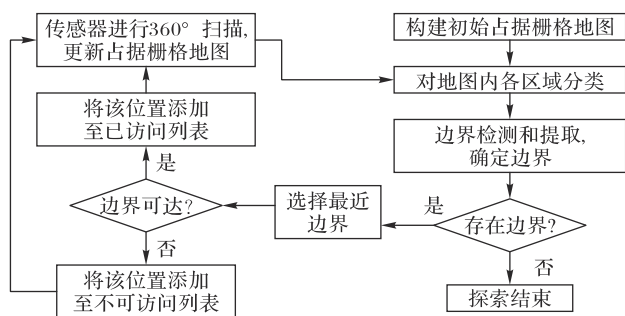 传感器进行360°扫描,
更新占据栅格地图
构建初始占据栅格地图
对地图内各区域分类
将该位置添加
至已访问列表
边界检测和提取,
确定边界
是
边界可达?
选择最近
边界
是
存在边界?
否
将该位置添加
至不可访问列表
否
探索结束